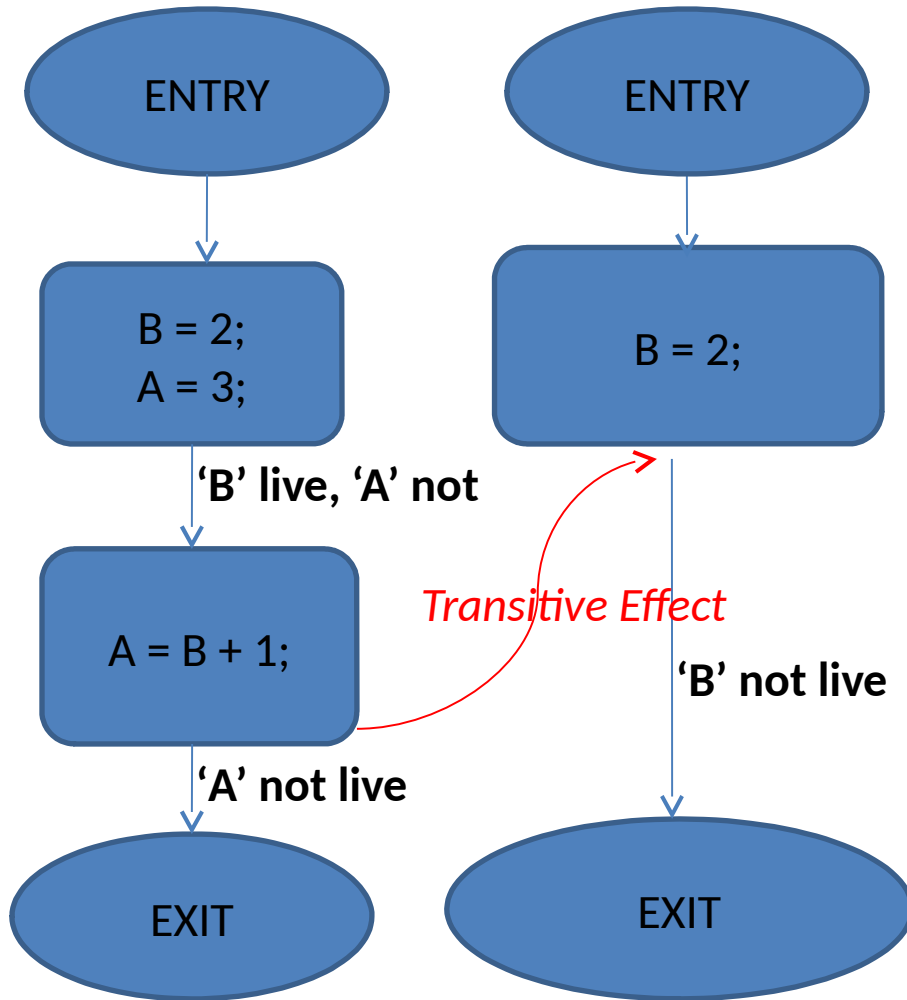 ENTRY
B = 2;
A = 3;
‘B’ live, ‘A’ not
A = B + 1;
‘A’ not live
EXIT
Transitive Effect
ENTRY
B = 2;
‘B’ not live
EXIT